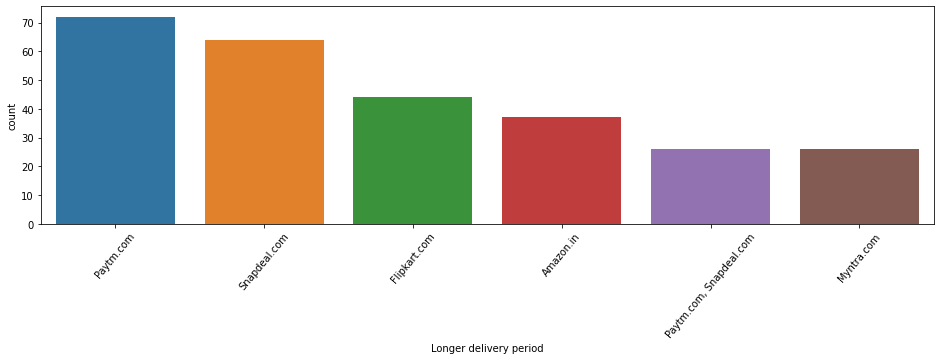 70
60
50
40
30
20
10
0
count
Paytm.com
Snapdeal.com
Flipkart.com
Amazon.in
Paytm.com, Snapdeal.com
Myntra.com
Longer delivery period